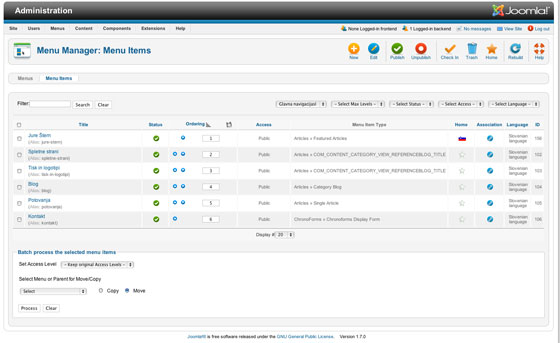 Administration
Joomla!
Site Users Menus Content Components Extensions Help
None Logged-in frontend 1 Logged-in backend No messages View Site Log out
Menu Manager: Menu Items
New Edit Publish Unpublish Check In Trash Home Rebuild Help
Menus Menu Items
Filter: Search Clear
Glavna navigacija() - Select Max Levels - - Select Status - - Select Access - - Select Language -
Title Status Ordering Access Menu Item Type Home Association Language ID
Jure Štern
(Alias: jure-stern)
1 Public Articles » Featured Articles Slovenian language
Spletne strani
(Alias: spletne-strani)
2 Public Articles » COM_CONTENT_CATEGORY_VIEW_REFERENCEBLOG_TITLE Slovenian language 102
Tisk in logotipi
(Alias: tisk-in-logotipi)
3 Public Articles » COM_CONTENT_CATEGORY_VIEW_REFERENCEBLOG_TITLE Slovenian language 103
Blog
(Alias: blog)
4 Public Articles » Category Blog Slovenian language 104
Potovanja
(Alias: potovanja)
5 Public Articles » Single Article Slovenian language 105
Kontakt
(Alias: kontakt)
6 Public ChronoForms » Chronoforms Display Form Slovenian language 106
Display # 20
Batch process the selected menu items
Set Access Level - Keep original Access Levels -
Select Menu or Parent for Move/Copy
Select Copy Move
Process Clear
Joomla!® is free software released under the GNU General Public License. Version 1.7.0